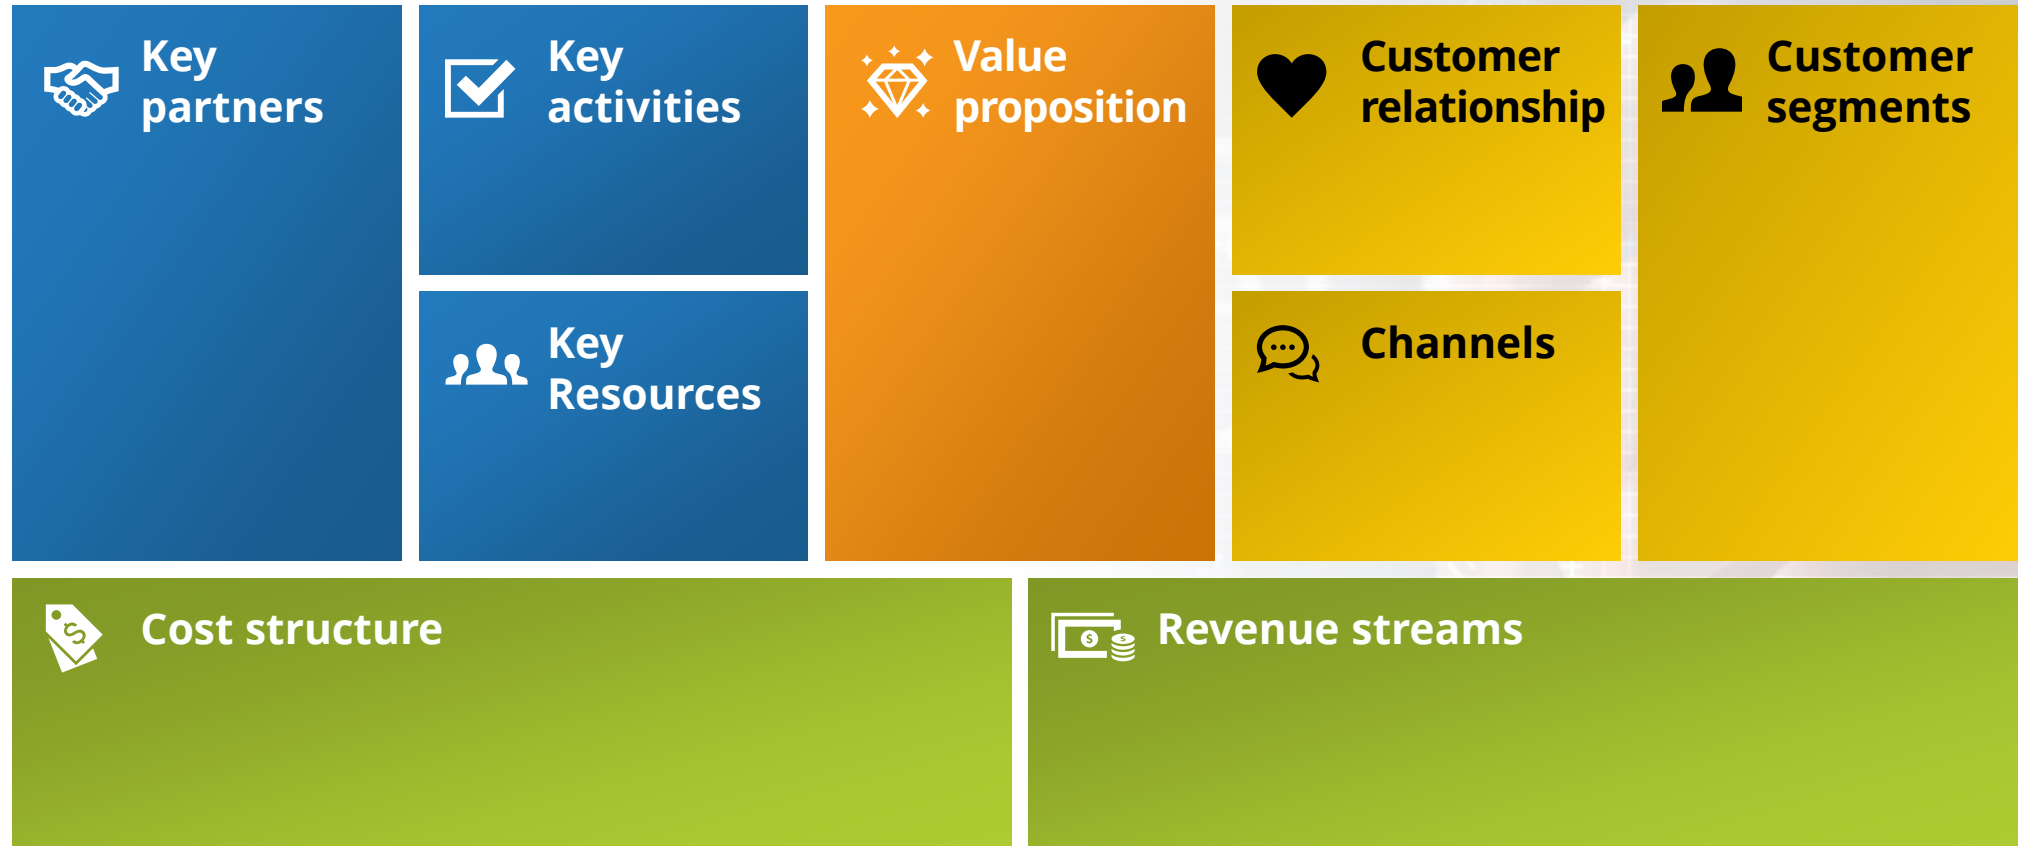 Key
partners
Key
activities
Key
Resources
Value
proposition
Customer
relationship
Channels
Customer
segments
Cost structure
Revenue streams